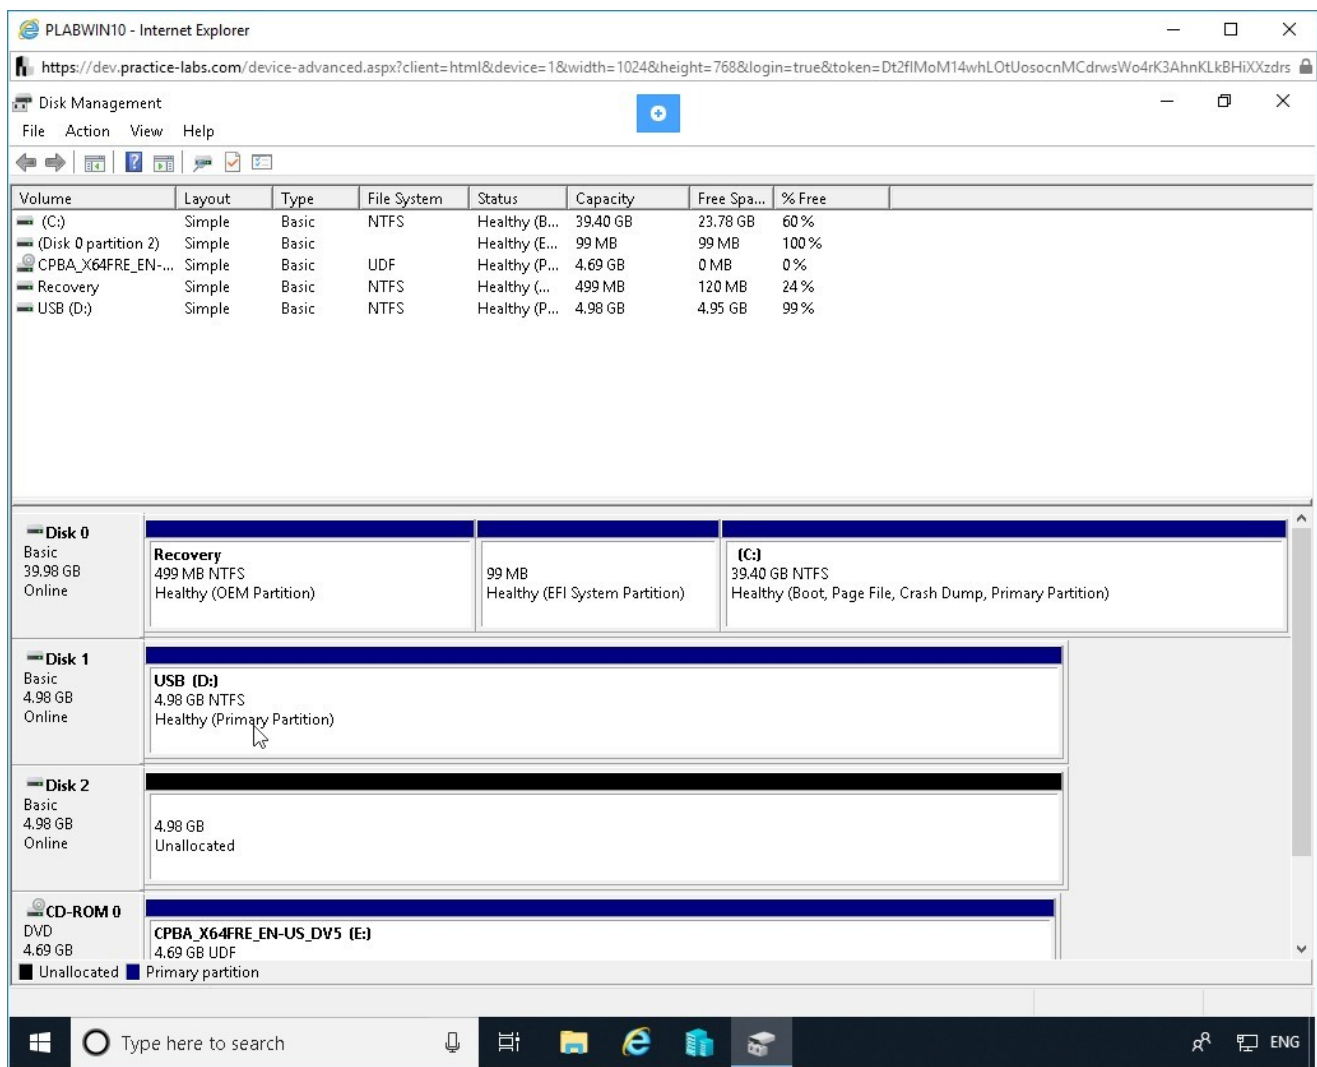 PLABWIN10 - Internet Explorer
https://dev.practice-labs.com/device-advanced.aspx?client=html&device=1&width=1024&height=768&login=true&token=Dt2flMoM14whLOtUosocnMCdrwsWo4rK3AhnKLkBHiXXzdrs
Disk Management
File Action View Help
Volume Layout Type File System Status Capacity Free Spa... % Free
(C:) Simple Basic NTFS Healthy (B... 39.40 GB 23.78 GB 60 %
(Disk 0 partition 2) Simple Basic Healthy (E... 99 MB 99 MB 100 %
CPBA_X64FRE_EN-... Simple Basic UDF Healthy (P... 4.69 GB 0 MB 0 %
Recovery Simple Basic NTFS Healthy (... 499 MB 120 MB 24 %
USB (D:) Simple Basic NTFS Healthy (P... 4.98 GB 4.95 GB 99 %
Disk 0
Basic
39.98 GB
Online
Recovery
499 MB NTFS
Healthy (OEM Partition)
99 MB
Healthy (EFI System Partition)
(C:)
39.40 GB NTFS
Healthy (Boot, Page File, Crash Dump, Primary Partition)
Disk 1
Basic
4.98 GB
Online
USB (D:)
4.98 GB NTFS
Healthy (Primary Partition)
Disk 2
Basic
4.98 GB
Online
4.98 GB
Unallocated
CD-ROM 0
DVD
4.69 GB
CPBA_X64FRE_EN-US_DV5 (E:)
4.69 GB UDF
Unallocated Primary partition
Type here to search
ENG